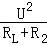 U²
R_L + R_2